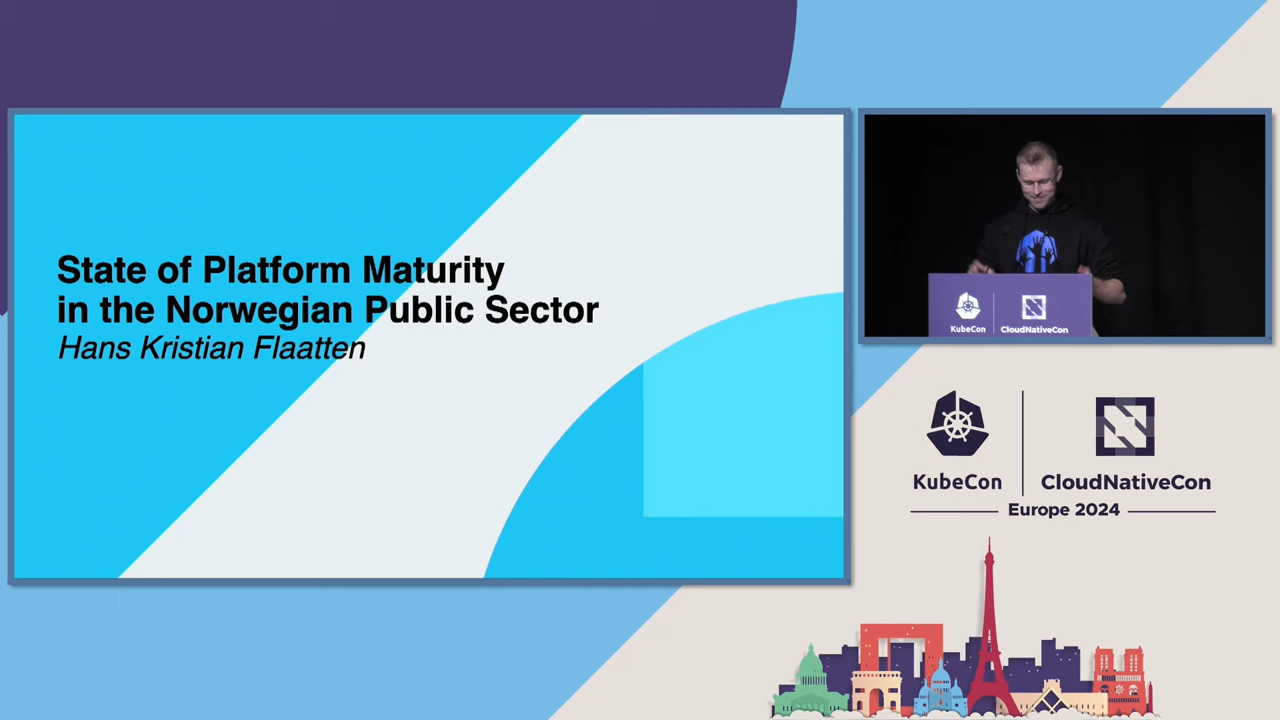 State of Platform Maturity
in the Norwegian Public Sector
Hans Kristian Flaatten
KubeCon
CloudNativeCon
KubeCon
CloudNativeCon
Europe 2024